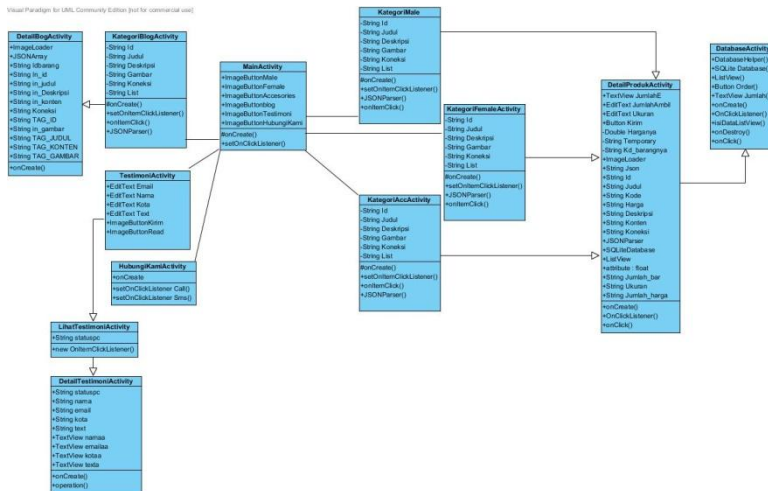 Visual Paradigm for UML Community Edition [not for commercial use]
DetailBogActivity
+ImageLoader
+JSONArray
+String Idbarang
+String In_id
+String in_judul
+String in_Deskripsi
+String in_konten
+String Koneksi
+String TAG_ID
+String in_gambar
+String TAG_JUDUL
+String TAG_KONTEN
+String TAG_GAMBAR
+onCreate()
KategoriBlogActivity
-String Id
-String Judul
-String Deskripsi
-String Gambar
-String Koneksi
-String List
#onCreate()
+setOnItemClickListener()
+onItemClick()
+JSONParser()
MainActivity
+ImageButtonMale
+ImageButtonFemale
+ImageButtonAccesories
+ImageButtonblog
+ImageButtonTestimoni
+ImageButtonHubungiKami
#onCreate()
+setOnClickListener()
KategoriMale
-String Id
-String Judul
-String Deskripsi
-String Gambar
-String Koneksi
-String List
#onCreate()
+setOnItemClickListener()
+JSONParser()
+onItemClick()
KategoriFemaleActivity
-String Id
-String Judul
-String Deskripsi
-String Gambar
-String Koneksi
-String List
#onCreate()
+setOnItemClickListener()
+JSONParser()
+onItemClick()
KategoriAccActivity
-String Id
-String Judul
-String Deskripsi
-String Gambar
-String Koneksi
-String List
#onCreate()
+setOnItemClickListener()
+onItemClick()
+JSONParser()
DetailProdukActivity
+TextView JumlahE
+EditText JumlahAmbil
+EditText Ukuran
+Button Kirim
-Double Harganya
-String Temporary
-String Kd_barangnya
+ImageLoader
+String Json
+String Id
+String Judul
+String Kode
+String Harga
+String Deskripsi
+String Konten
+String Koneksi
+JSONParser
+SQLiteDatabase
+ListView
+attribute : float
+String Jumlah_bar
+String Ukuran
+String Jumlah_harga
+onCreate()
+OnClickListener()
+onClick()
DatabaseActivity
+DatabaseHelper()
+SQLite Database()
+ListView()
+Button Order()
+TextView Jumlah()
+onCreate()
+OnClickListener()
+isiDataListView()
+onDestroy()
+onClick()
TestimoniActivity
+EditText Email
+EditText Nama
+EditText Kota
+EditText Text
+ImageButtonKirim
+ImageButtonRead
HubungiKamiActivity
+onCreate
+setOnClickListener Call()
+setOnClickListener Sms()
LihatTestimoniActivity
+String statuspc
+new OnItemClickListener()
DetailTestimoniActivity
+String statuspc
+String nama
+String email
+String kota
+String text
+TextView namaa
+TextView emailaa
+TextView kotaa
+TextView texta
+onCreate()
+operation()